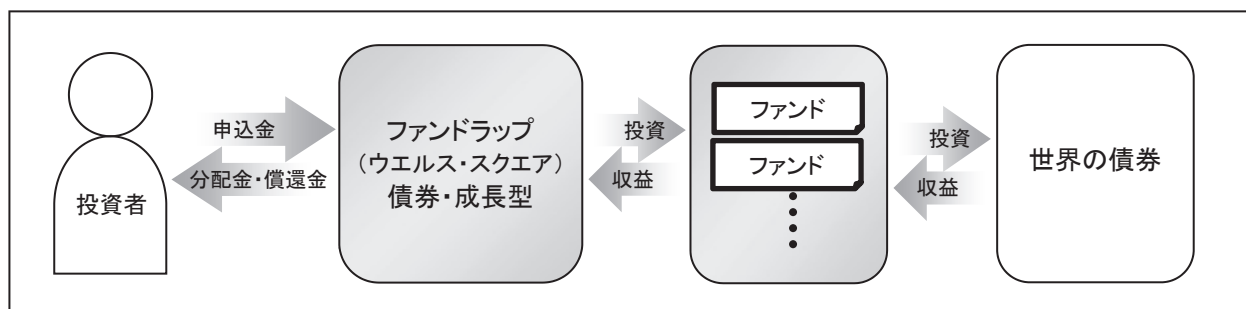 投資者
申込金
分配金・償還金
ファンドラップ
（ウエルス・スクエア）
債券・成長型
投資
収益
ファンド
ファンド
投資
収益
世界の債券